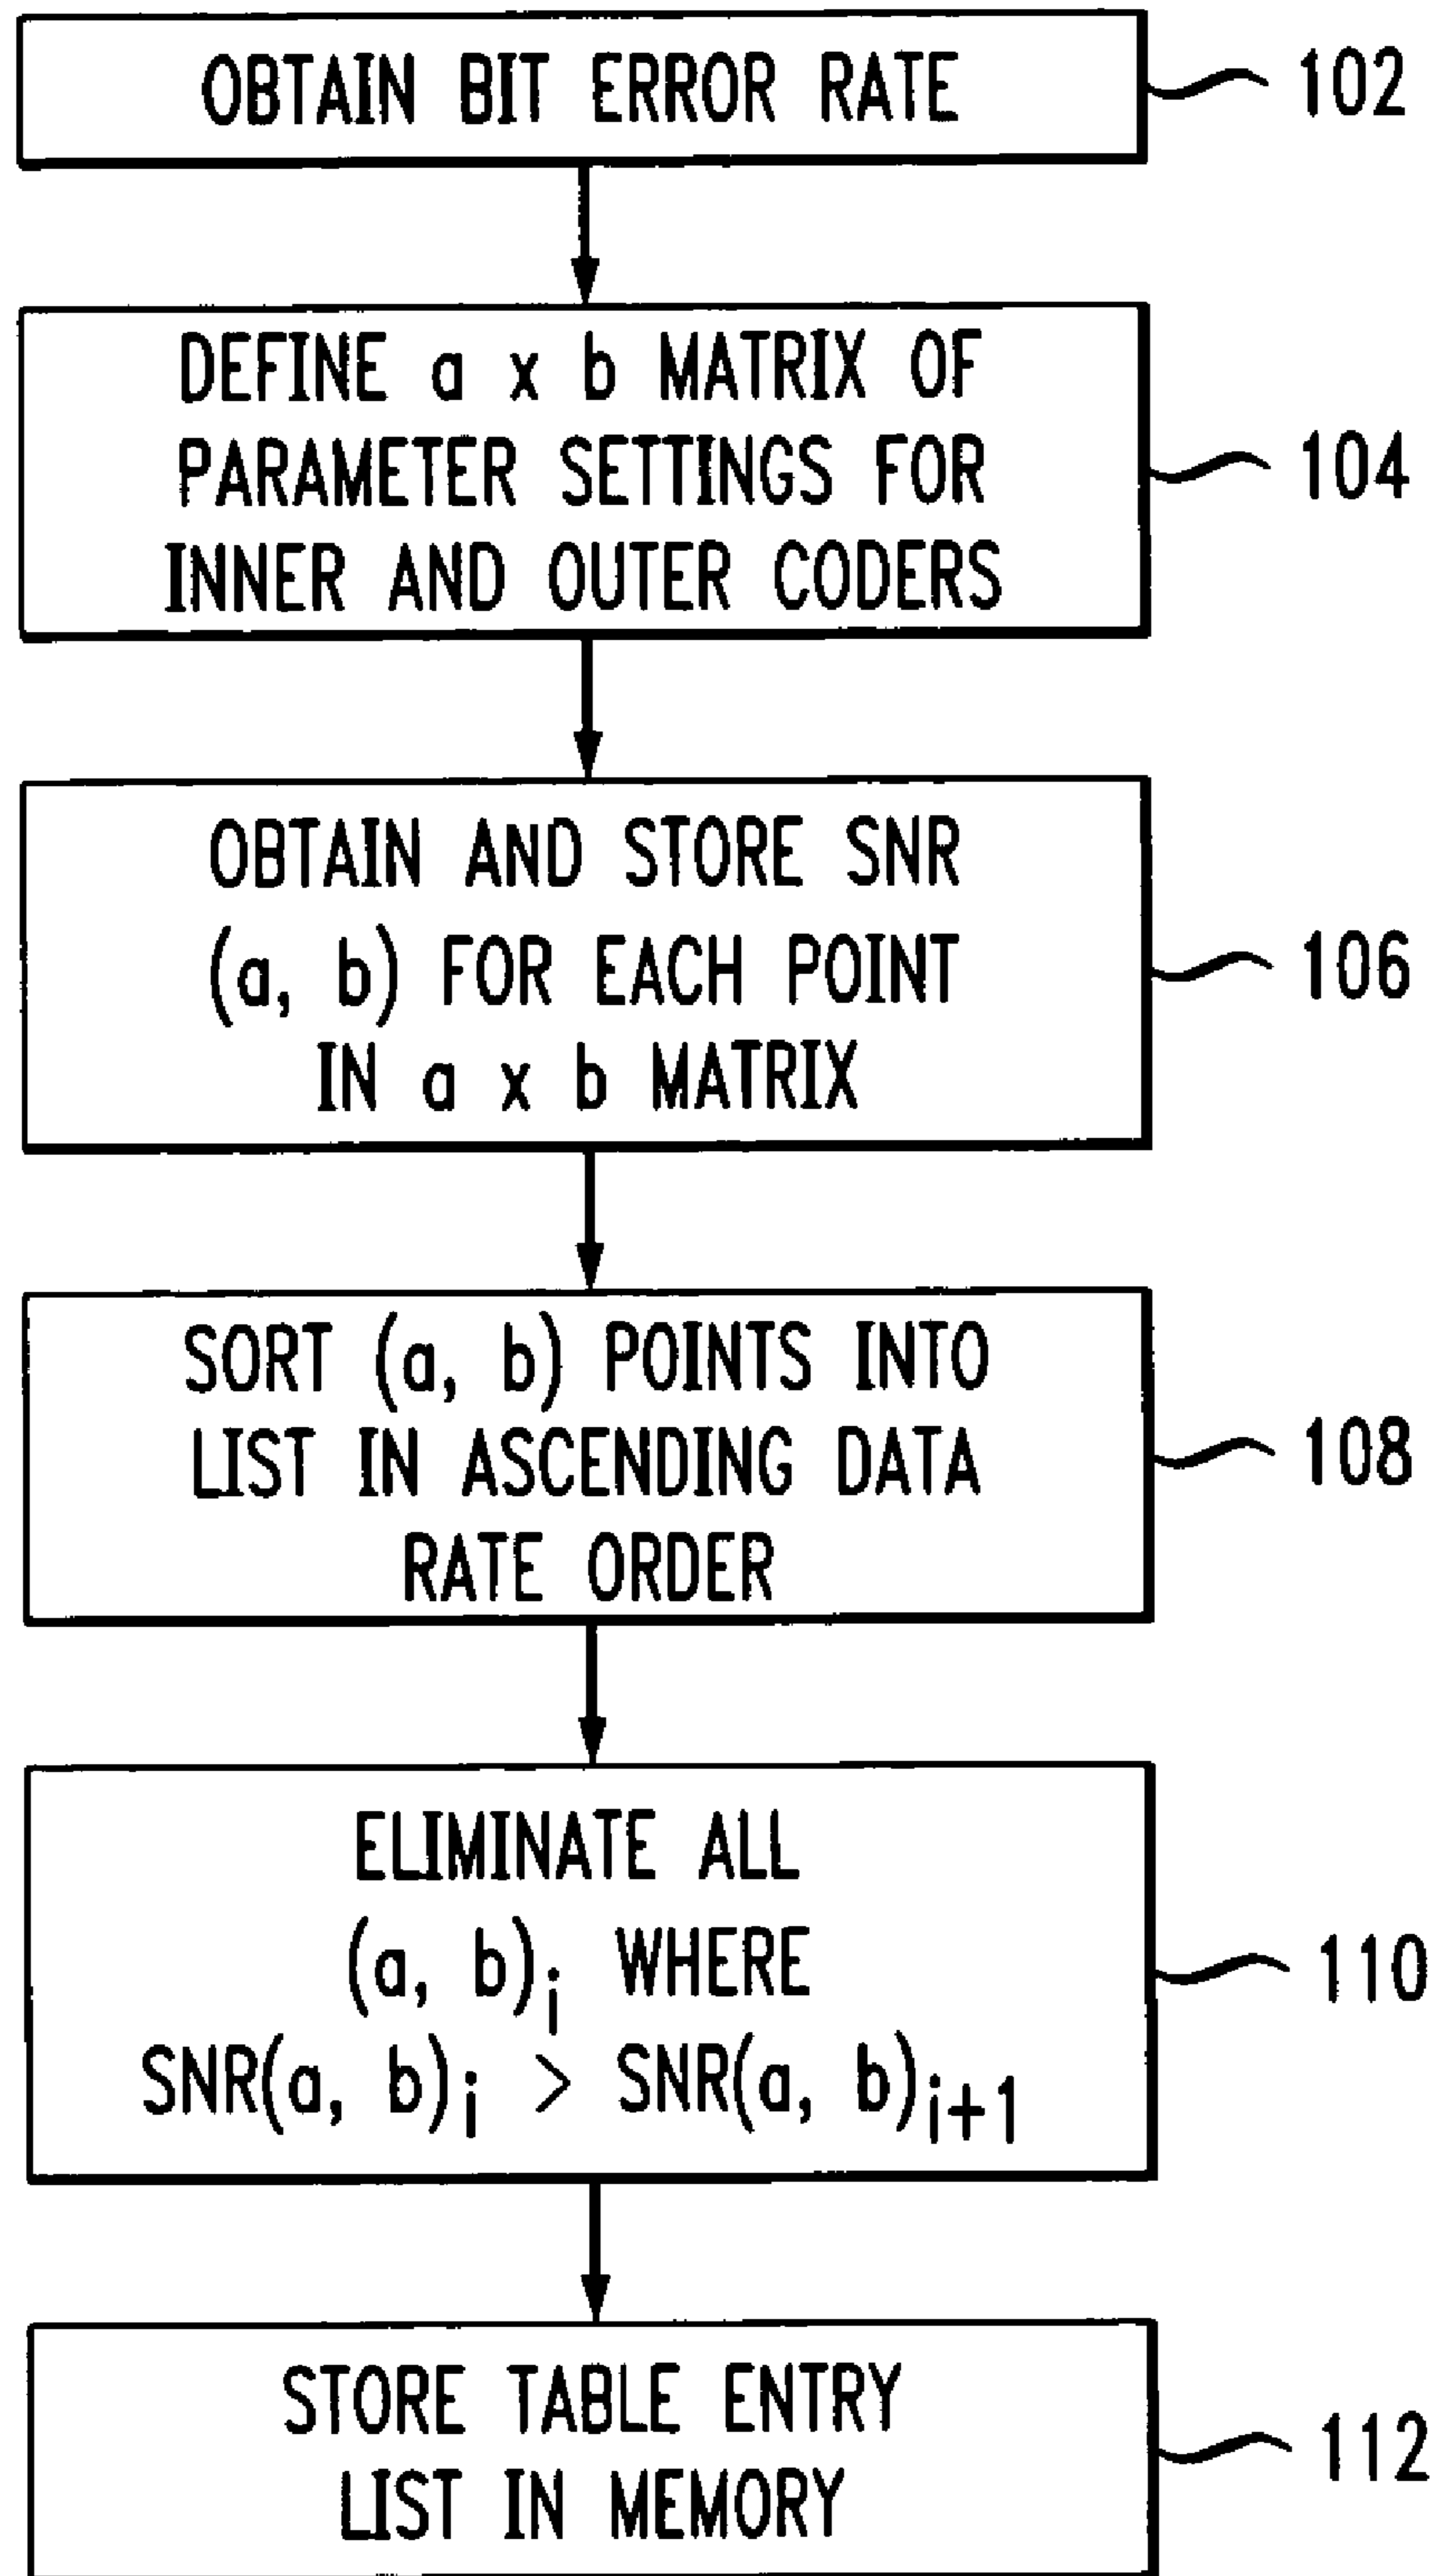 OBTAIN BIT ERROR RATE
102
DEFINE a x b MATRIX OF
PARAMETER SETTINGS FOR
INNER AND OUTER CODERS
104
OBTAIN AND STORE SNR
(a, b) FOR EACH POINT
IN a x b MATRIX
106
SORT (a, b) POINTS INTO
LIST IN ASCENDING DATA
RATE ORDER
108
ELIMINATE ALL
(a, b)i WHERE
SNR(a, b)i > SNR(a, b)i+1
110
STORE TABLE ENTRY
LIST IN MEMORY
112